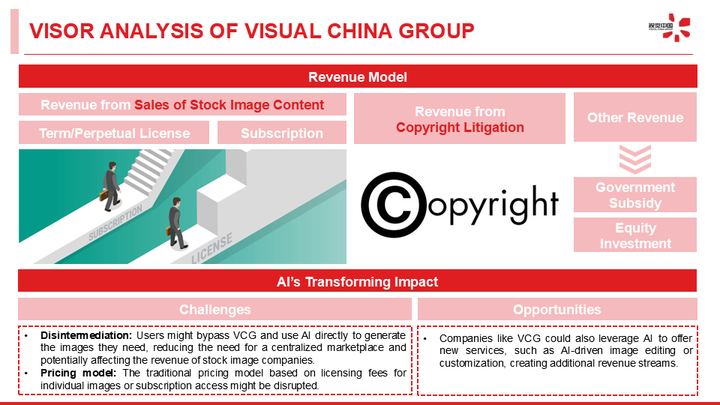 VISOR ANALYSIS OF VISUAL CHINA GROUP
视觉中国
Revenue Model
Revenue from Sales of Stock Image Content
Term/Perpetual License
Subscription
SUBSCRIPTION
LICENSE
Revenue from
Copyright Litigation
Copyright
Other Revenue
Government
Subsidy
Equity
Investment
AI's Transforming Impact
Challenges
• Disintermediation: Users might bypass VCG and use AI directly to generate
the images they need, reducing the need for a centralized marketplace and
potentially affecting the revenue of stock image companies.
• Pricing model: The traditional pricing model based on licensing fees for
individual images or subscription access might be disrupted.
Opportunities
• Companies like VCG could also leverage AI to offer
new services, such as AI-driven image editing or
customization, creating additional revenue streams.